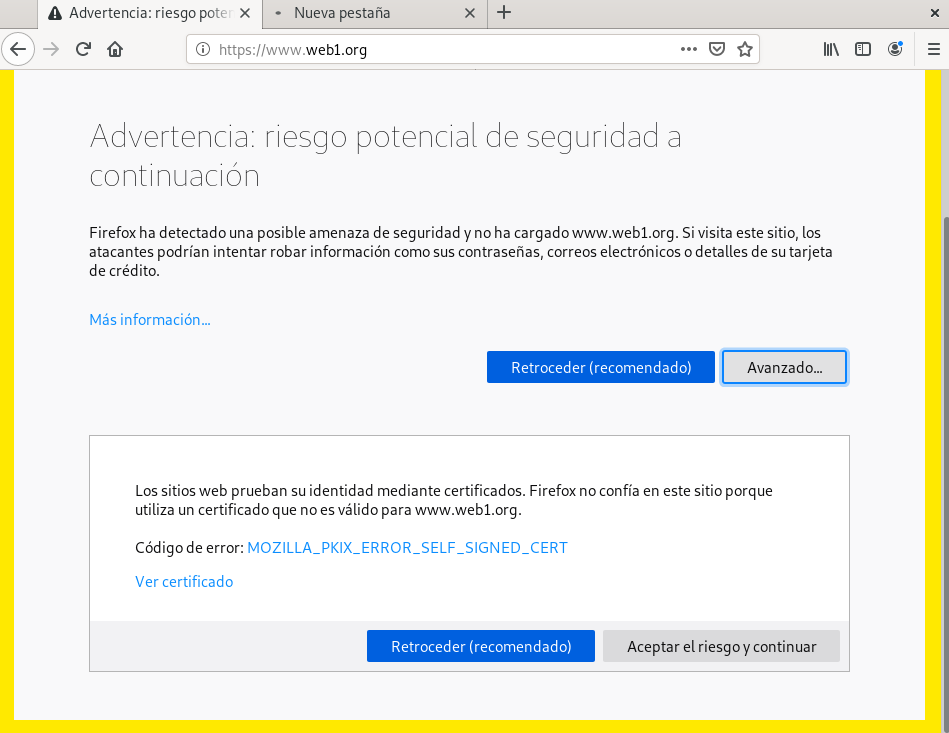 Advertencia: riesgo poten
Nueva pestaña
https://www.web1.org
Advertencia: riesgo potencial de seguridad a
continuación
Firefox ha detectado una posible amenaza de seguridad y no ha cargado www.web1.org. Si visita este sitio, los
atacantes podrían intentar robar información como sus contraseñas, correos electrónicos o detalles de su tarjeta
de crédito.
Más información...
Retroceder (recomendado)
Avanzado...
Los sitios web prueban su identidad mediante certificados. Firefox no confía en este sitio porque
utiliza un certificado que no es válido para www.web1.org.
Código de error: MOZILLA_PKIX_ERROR_SELF_SIGNED_CERT
Ver certificado
Retroceder (recomendado)
Aceptar el riesgo y continuar